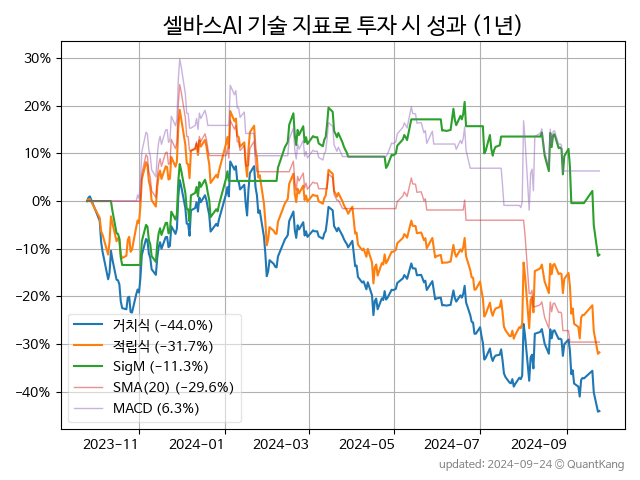 셀바스AI 기술 지표로 투자 시 성과 (1년)
30%
20%
10%
0%
−10%
−20%
−30%
−40%
거치식 (−44.0%)
적립식 (−31.7%)
SigM (−11.3%)
SMA(20) (−29.6%)
MACD (6.3%)
2023-11 2024-01 2024-03 2024-05 2024-07 2024-09
updated: 2024-09-24 © QuantKang